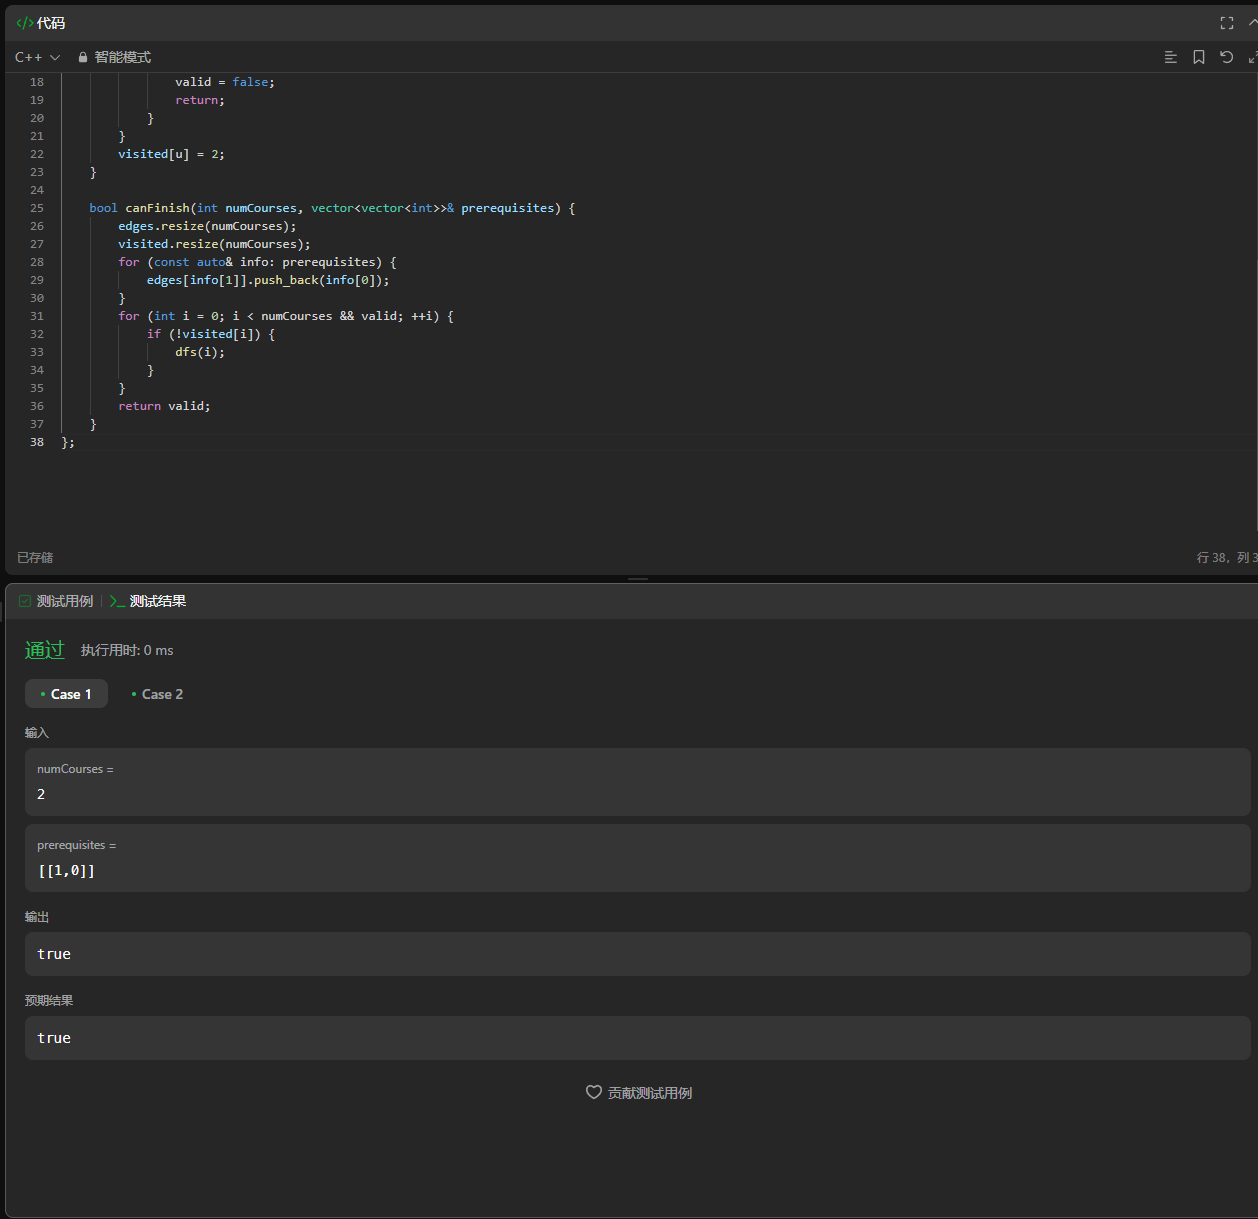 </> 代码
C++ 智能模式
18 valid = false;
19 return;
20 }
21 }
22 visited[u] = 2;
23 }
24
25 bool canFinish(int numCourses, vector<vector<int>>& prerequisites) {
26 edges.resize(numCourses);
27 visited.resize(numCourses);
28 for (const auto& info: prerequisites) {
29 edges[info[1]].push_back(info[0]);
30 }
31 for (int i = 0; i < numCourses && valid; ++i) {
32 if (!visited[i]) {
33 dfs(i);
34 }
35 }
36 return valid;
37 }
38 };
已存储 行 38, 列 3
测试用例 | >_ 测试结果
通过 执行用时: 0 ms
• Case 1 • Case 2
输入
numCourses =
2
prerequisites =
[[1,0]]
输出
true
预期结果
true
贡献测试用例